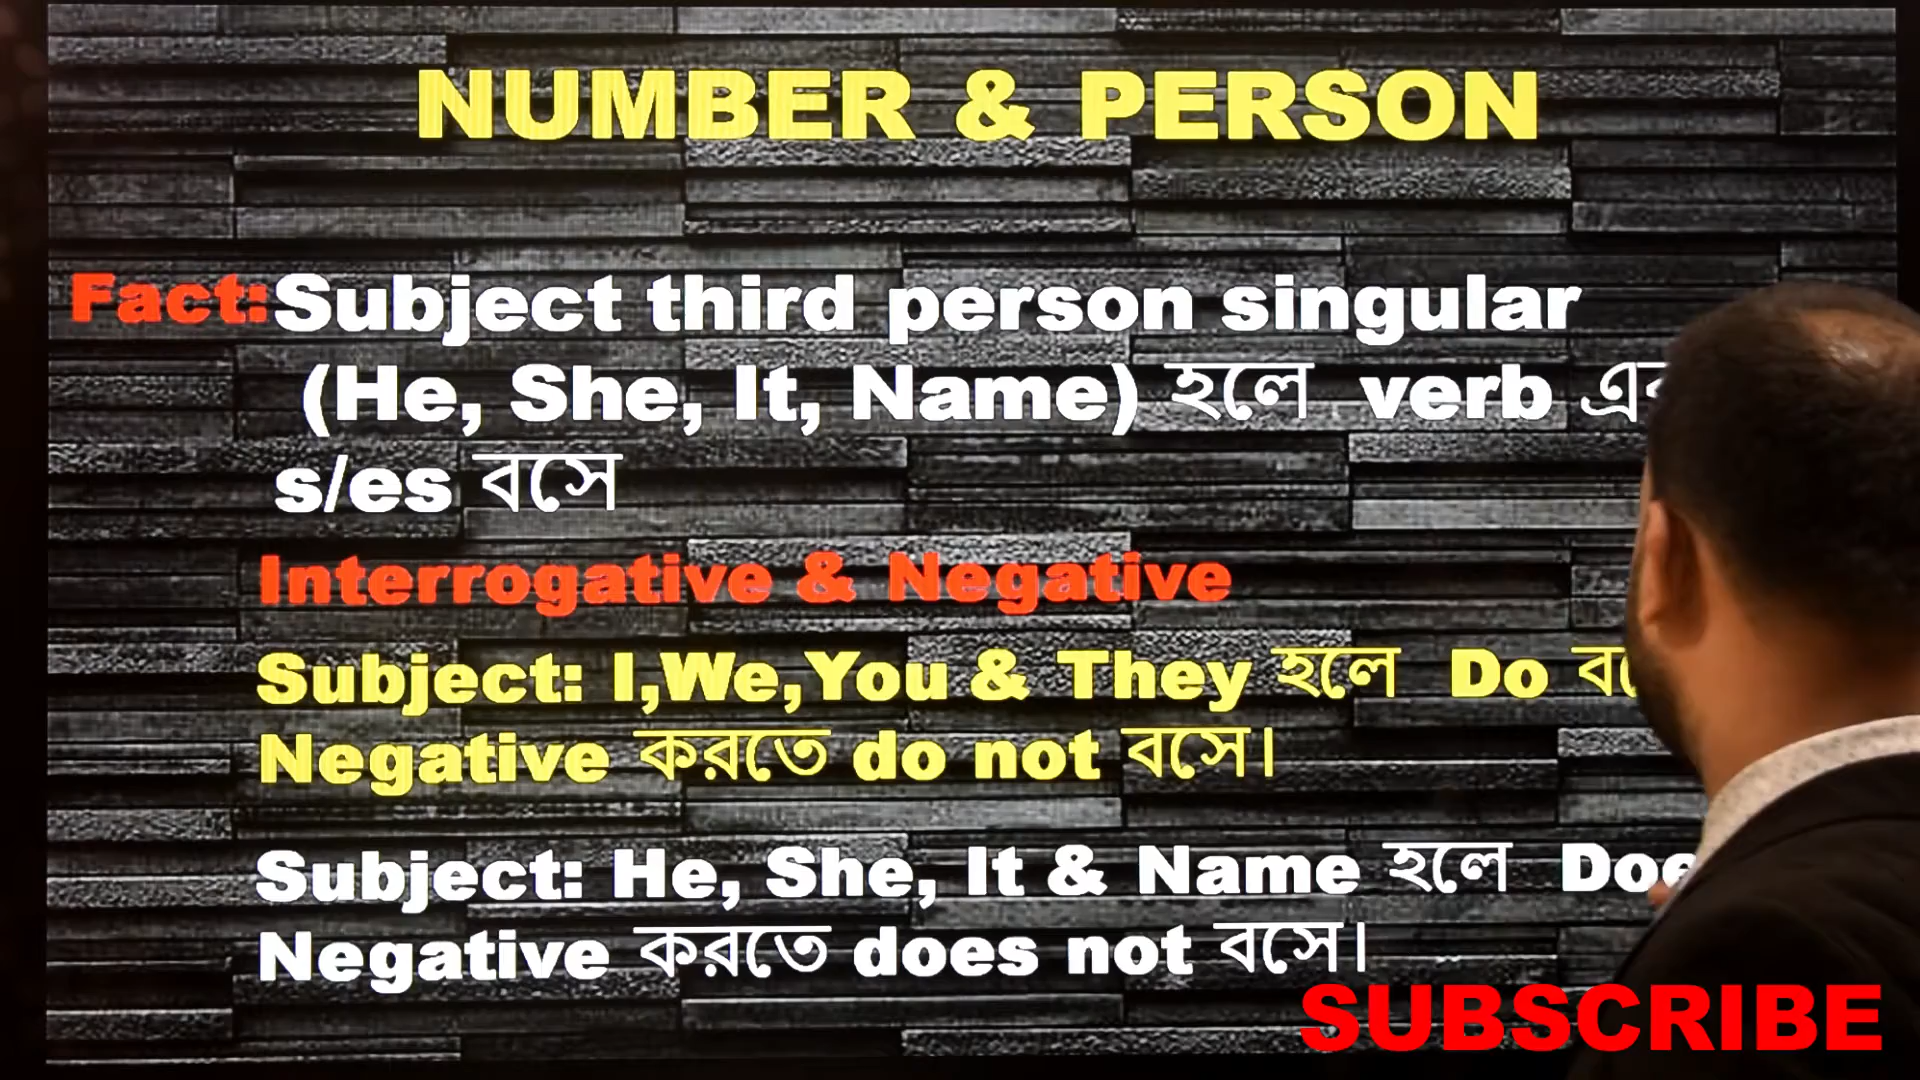 NUMBER & PERSON
Fact: Subject third person singular
(He, She, It, Name) হলে verb
s/es বসে
Interrogative & Negative
Subject: I,We,You & They হলে Do
Negative করতে do not বসে।
Subject: He, She, It & Name হলে
Negative করতে does not বসে।
SUBSCRIBE